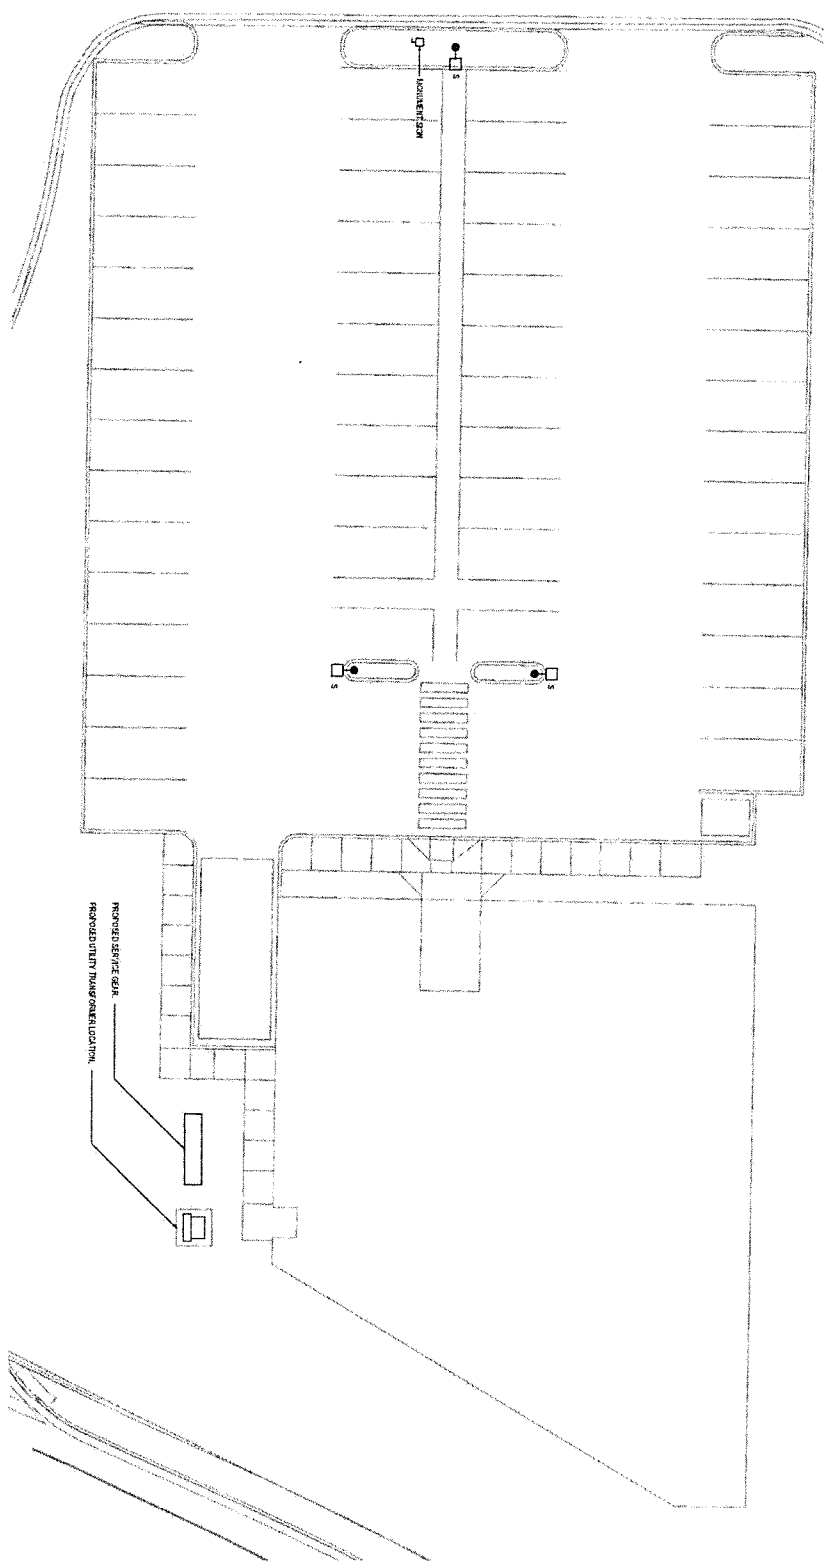 MONUMENT SIGN
S
S
S
PROPOSED SERVICE GEAR.
PROPOSED UTILITY TRANSFORMER LOCATION.